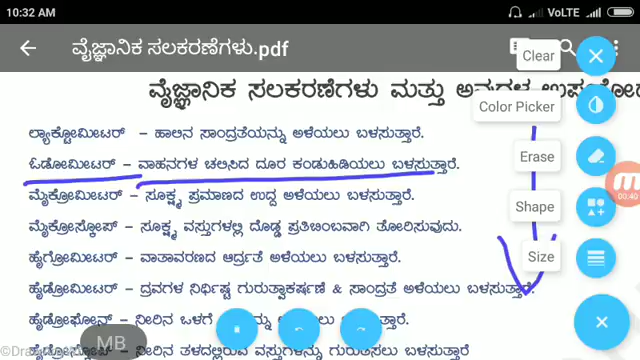 10:32 AM
VoLTE
ವೈಜ್ಞಾನಿಕ ಸಲಕರಣೆಗಳು.pdf
Clear
ವೈಜ್ಞಾನಿಕ ಸಲಕರಣೆಗಳು ಮತ್ತು
Color Picker
ಲ್ಯಾಕ್ಟೋಮೀಟರ್ – ಹಾಲಿನ ಸಾಂದ್ರತೆಯನ್ನು ಅಳೆಯಲು ಬಳಸುತ್ತಾರೆ.
Erase
ಓಡೋಮೀಟರ್ – ವಾಹನಗಳ ಚಲಿಸಿದ ದೂರ ಕಂಡುಹಿಡಿಯಲು ಬಳಸುತ್ತಾರೆ.
M
00:40
ಮೈಕ್ರೋಮೀಟರ್ – ಸೂಕ್ಷ್ಮ ಪ್ರಮಾಣದ ಉದ್ದ ಅಳೆಯಲು ಬಳಸುತ್ತಾರೆ.
Shape
ಮೈಕ್ರೋಸ್ಕೋಪ್ – ಸೂಕ್ಷ್ಮ ವಸ್ತುಗಳಲ್ಲಿ ದೊಡ್ಡ ಪ್ರತಿಬಿಂಬವಾಗಿ ತೋರಿಸುವುದು.
ಹೈಗ್ರೋಮೀಟರ್ – ವಾತಾವರಣದ ಆರ್ದ್ರತೆ ಅಳೆಯಲು ಬಳಸುತ್ತಾರೆ.
Size
ಹೈಡ್ರೋಮೀಟರ್ – ದ್ರವಗಳ ನಿರ್ಧಿಷ್ಟ ಗುರುತ್ವಾಕರ್ಷಣೆ & ಸಾಂದ್ರತೆ ಅಳೆಯಲು ಬಳಸುತ್ತಾರೆ.
ಹೈಡ್ರೋಫೋನ್ – ನೀರಿನ ಒಳಗೆ
MB
– ನೀರಿನ ತಳದಲ್ಲಿರುವ ವಸ್ತುಗಳನ್ನು ಗುರುತಿಸಲು ಬಳಸುತ್ತಾರೆ